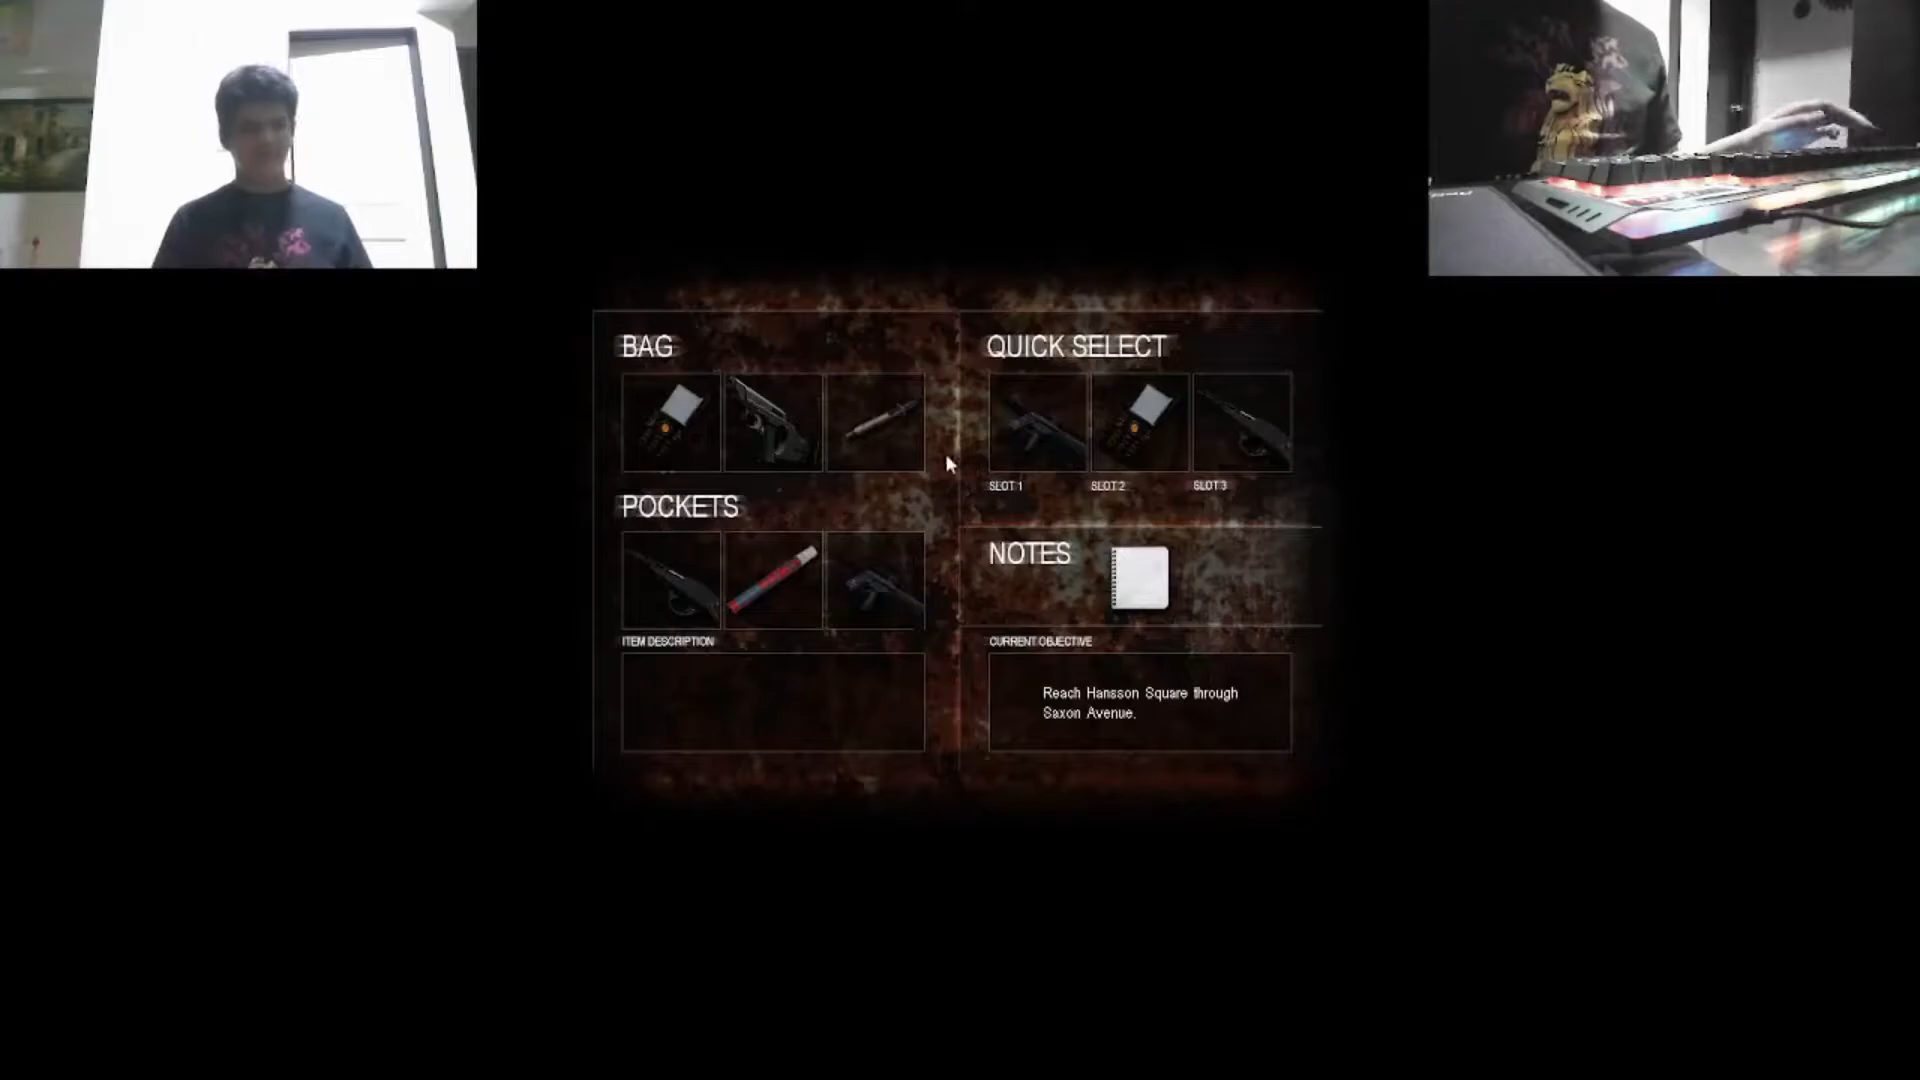 BAG
QUICK SELECT
SLOT 1
SLOT 2
SLOT 3
POCKETS
NOTES
ITEM DESCRIPTION
CURRENT OBJECTIVE
Reach Hansson Square through
Saxon Avenue.